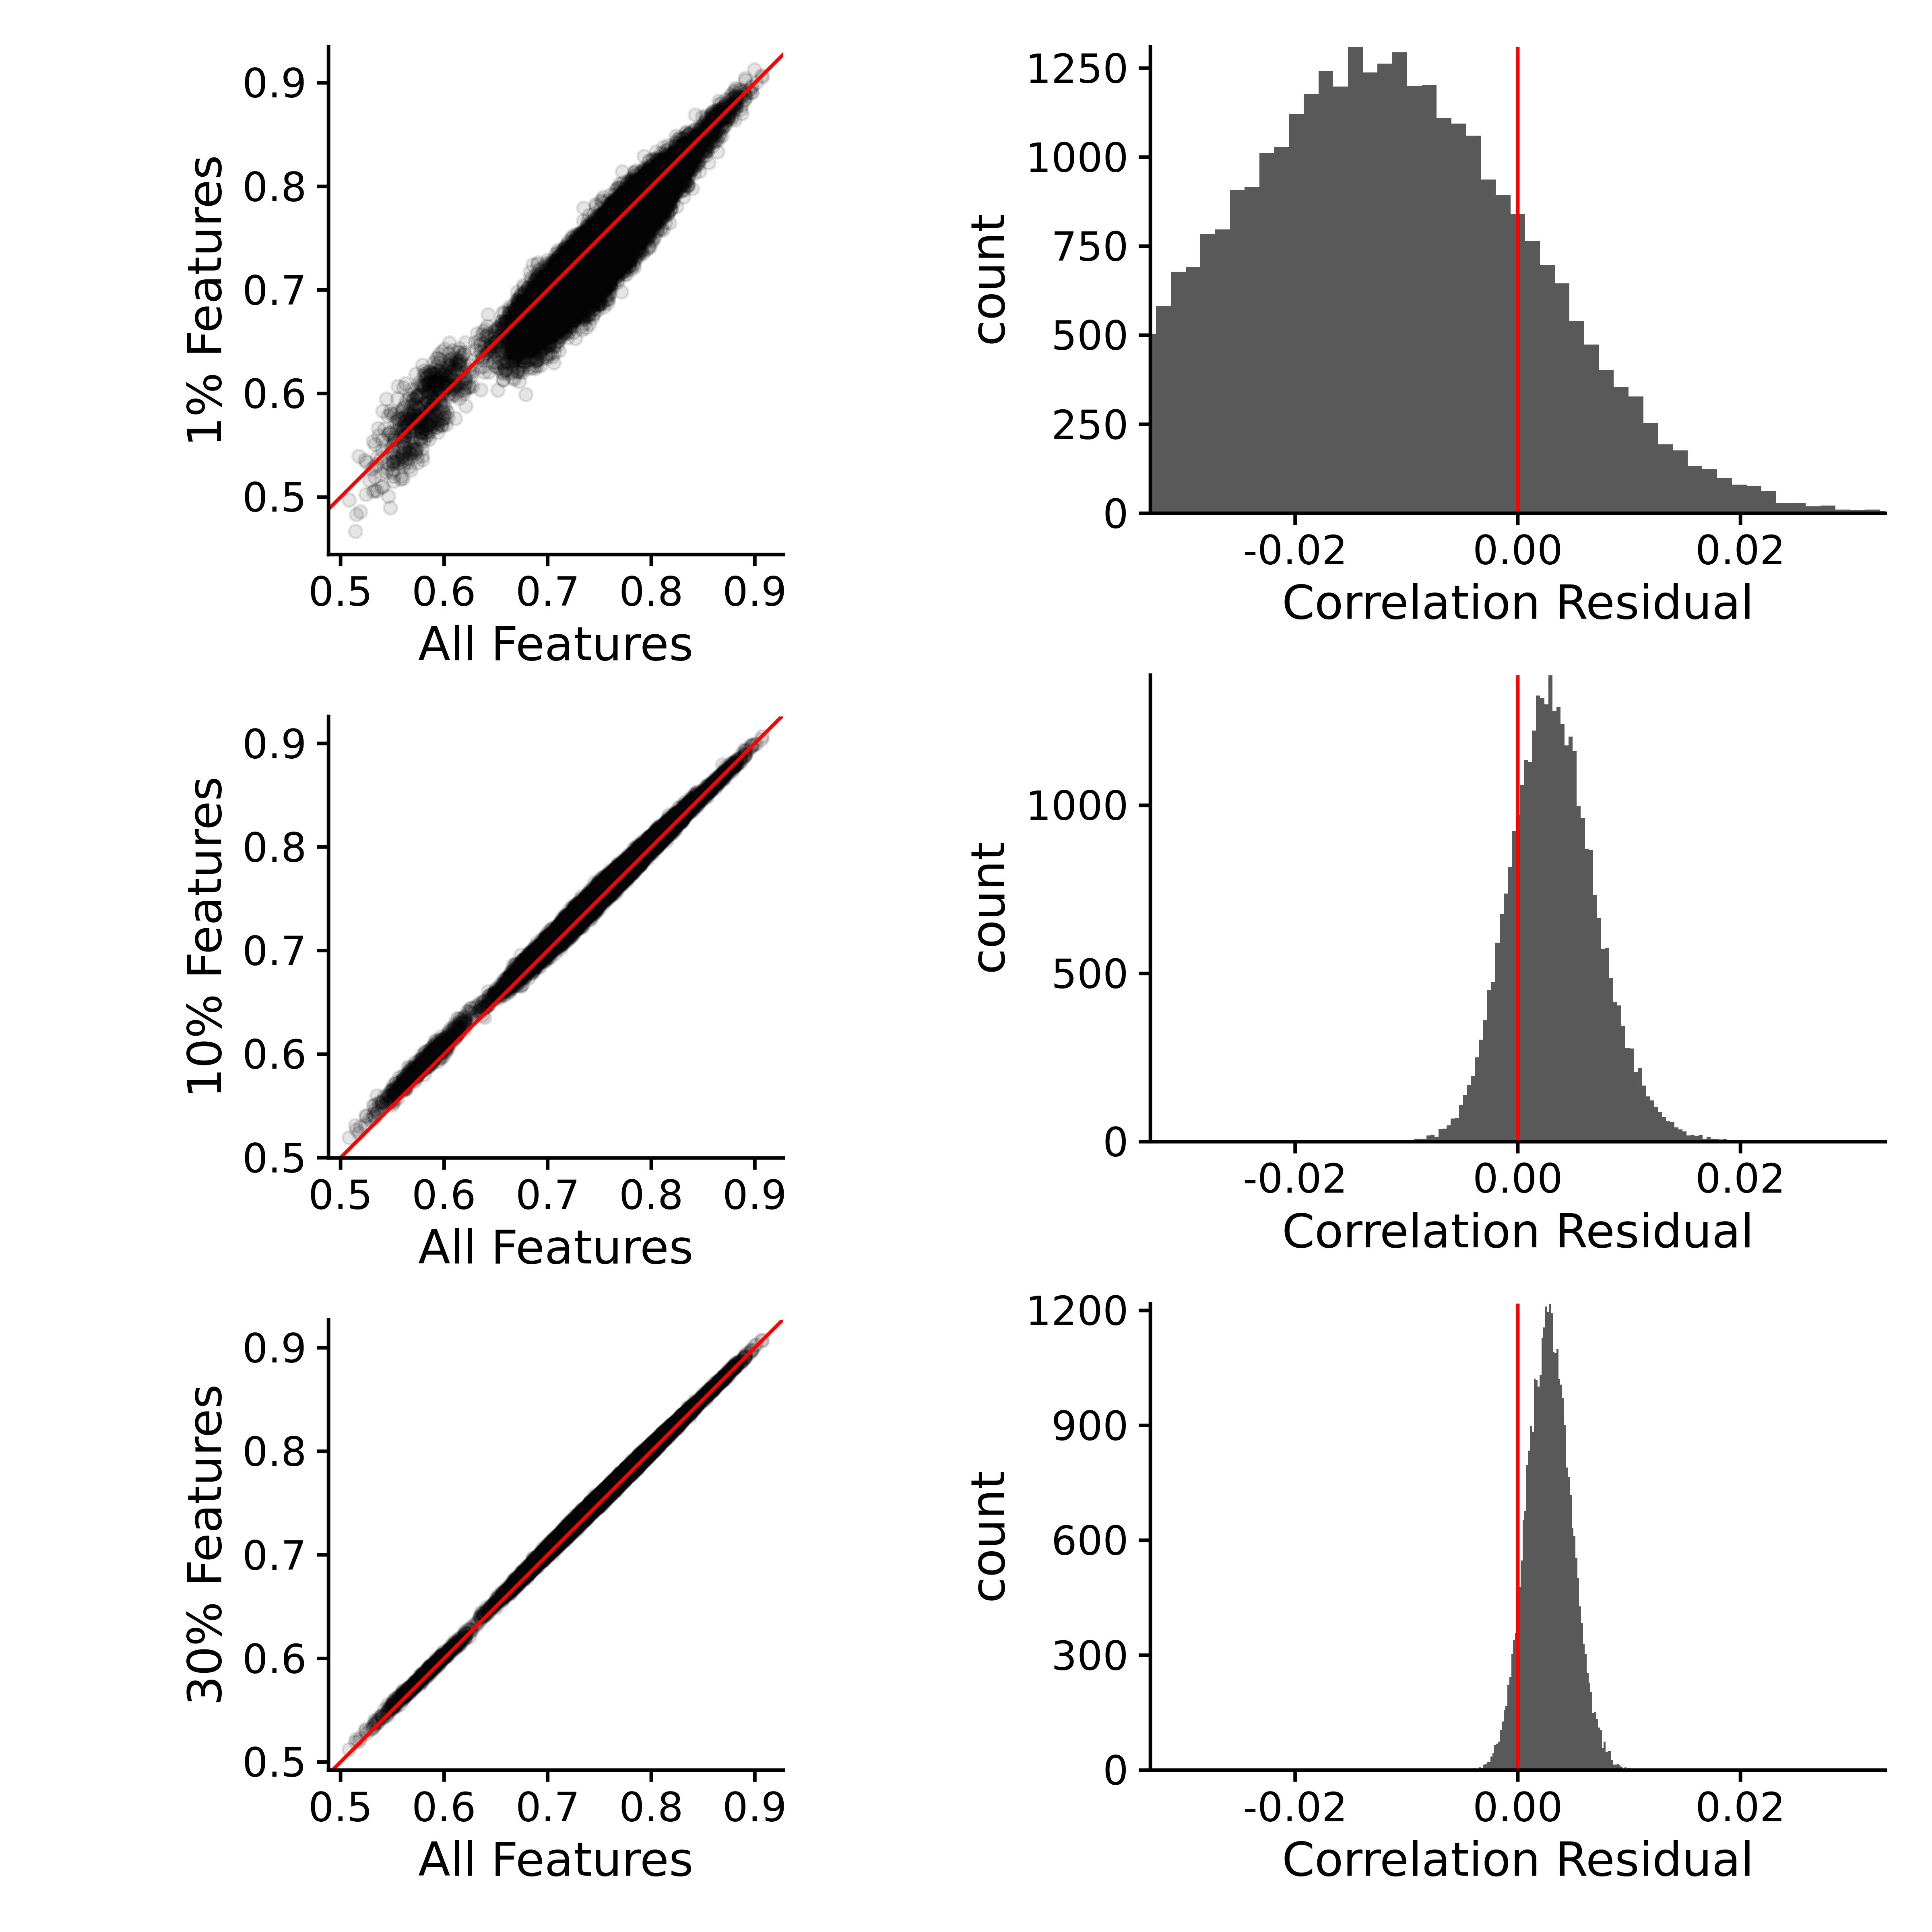 0.9
0.8
0.7
0.6
0.5
1% Features
0.5 0.6 0.7 0.8 0.9
All Features
1250
1000
750
500
250
0
count
-0.02 0.00 0.02
Correlation Residual
0.9
0.8
0.7
0.6
0.5
10% Features
0.5 0.6 0.7 0.8 0.9
All Features
1000
500
0
count
-0.02 0.00 0.02
Correlation Residual
0.9
0.8
0.7
0.6
0.5
30% Features
0.5 0.6 0.7 0.8 0.9
All Features
1200
900
600
300
0
count
-0.02 0.00 0.02
Correlation Residual